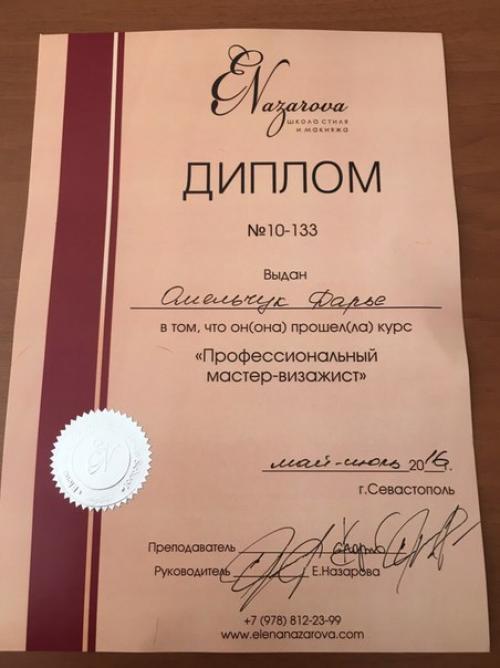 ENazarova
школа стиля
и макияжа
ДИПЛОМ
№10-133
Выдан
Омельчук Дарье
в том, что он(она) прошел(ла) курс
«Профессиональный
мастер-визажист»
май-июль 2016.
г.Севастополь
Преподаватель
Руководитель Е.Назарова
+7 (978) 812-23-99
www.elenanazarova.com
EN